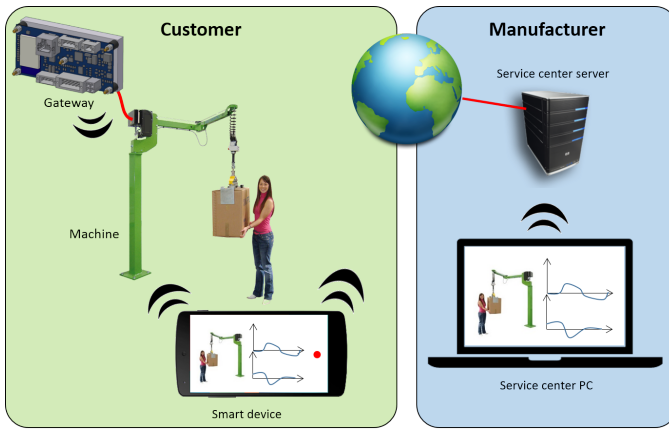 Customer
Manufacturer
Gateway
Service center server
Machine
Smart device
Service center PC